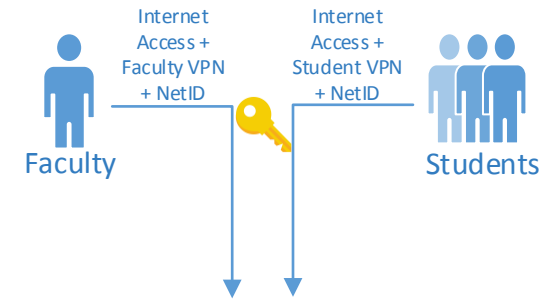 Internet
Access +
Faculty VPN
+ NetID
Internet
Access +
Student VPN
+ NetID
Faculty
Students